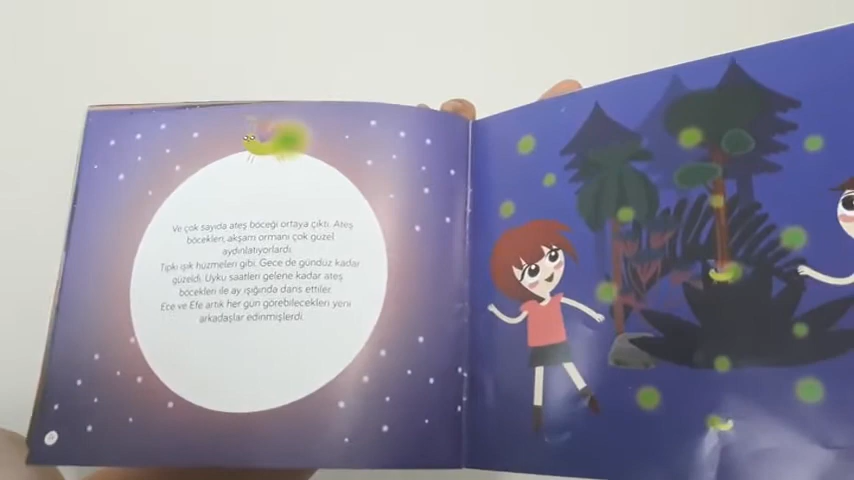 Ve çok sayıda ateş böceği ortaya çıktı. Ateş
böcekleri, akşam ormanı çok güzel
aydınlatıyorlardı.
Tıpkı ışık hüzmeleri gibi. Gece de gündüz kadar
güzeldi. Uyku saatleri gelene kadar ateş
böcekleri ile ay ışığında dans ettiler.
Ece ve Efe artık her gün görebilecekleri yeni
arkadaşlar edinmişlerdi.